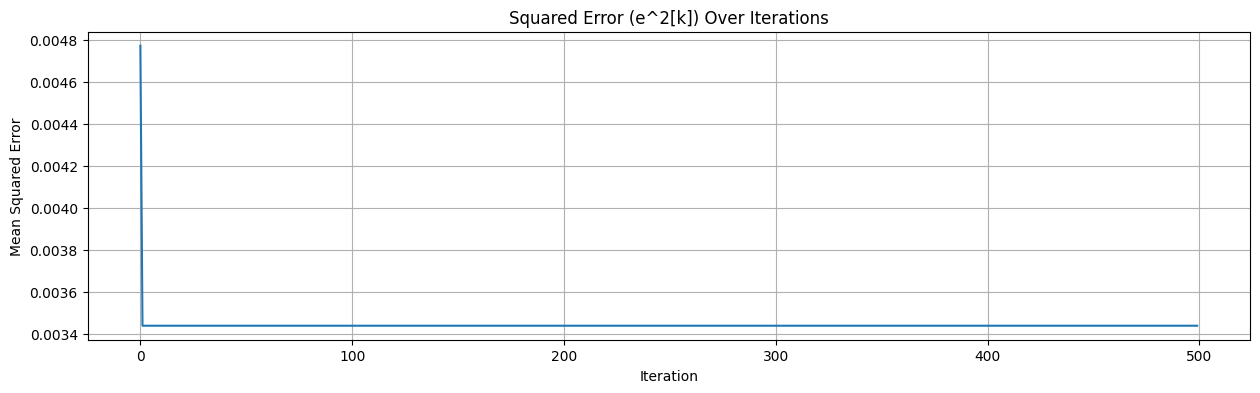 Squared Error (e^2[k]) Over Iterations
Mean Squared Error
0.0048
0.0046
0.0044
0.0042
0.0040
0.0038
0.0036
0.0034
0 100 200 300 400 500
Iteration